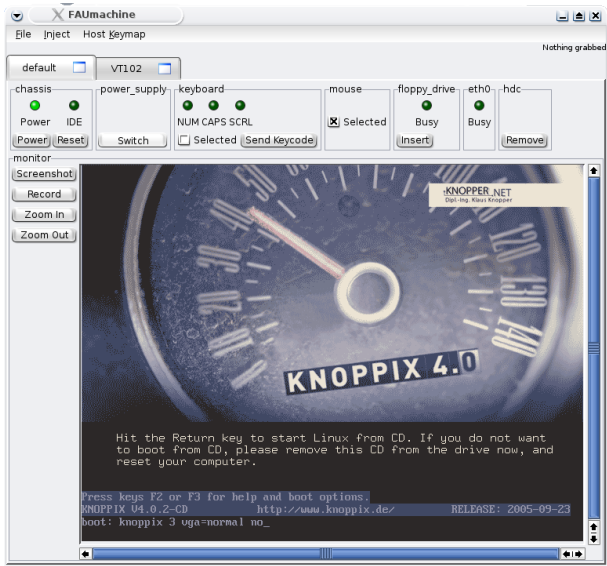 FAUmachine
File Inject Host Keymap
Nothing grabbed
default VT102
chassis power_supply keyboard mouse floppy_drive eth0 hdc
Power IDE NUM CAPS SCRL Selected Busy Busy
Power Reset Switch Selected Send Keycode Insert Remove
monitor
Screenshot
Record
Zoom In
Zoom Out
KNOPPER.NET
Dipl.-Ing. Klaus Knopper
40 50
120
130
140
KNOPPIX 4.0
Hit the Return key to start Linux from CD. If you do not want
to boot from CD, please remove this CD from the drive now, and
reset your computer.
Press keys F2 or F3 for help and boot options.
KNOPPIX V4.0.2-CD http://www.knoppix.de/ RELEASE: 2005-09-23
boot: knoppix 3 vga=normal no_